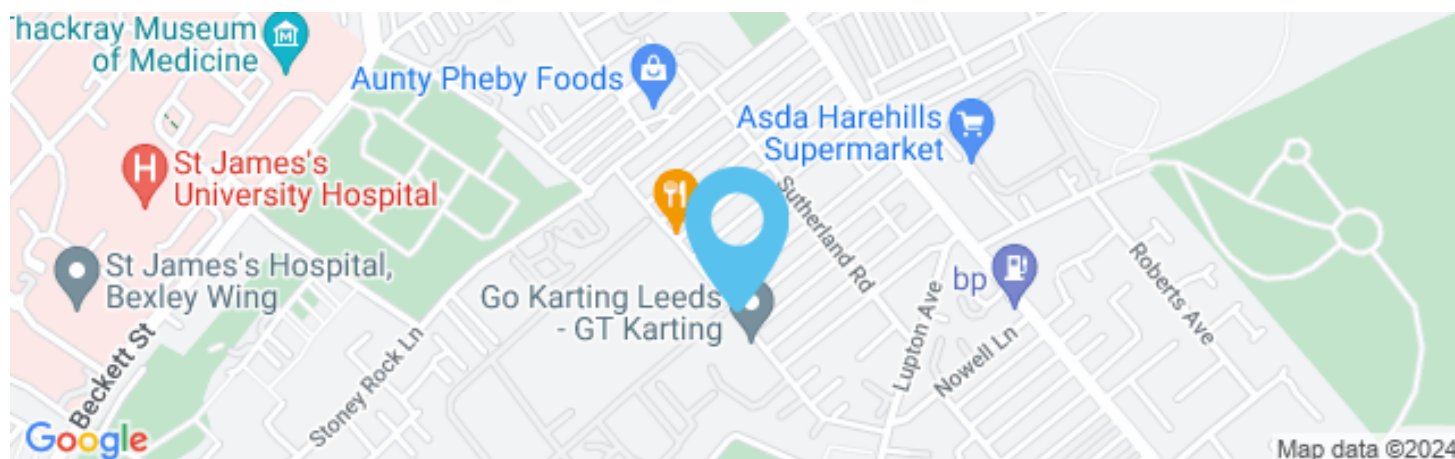 Thackray Museum
of Medicine
Aunty Pheby Foods
Asda Harehills
Supermarket
H
St James's
University Hospital
Sutherland Rd
St James's Hospital,
Bexley Wing
Go Karting Leeds
- GT Karting
bp
Roberts Ave
Lupton Ave
Nowell Ln
Beckett St
Stoney Rock Ln
Google
Map data ©2024